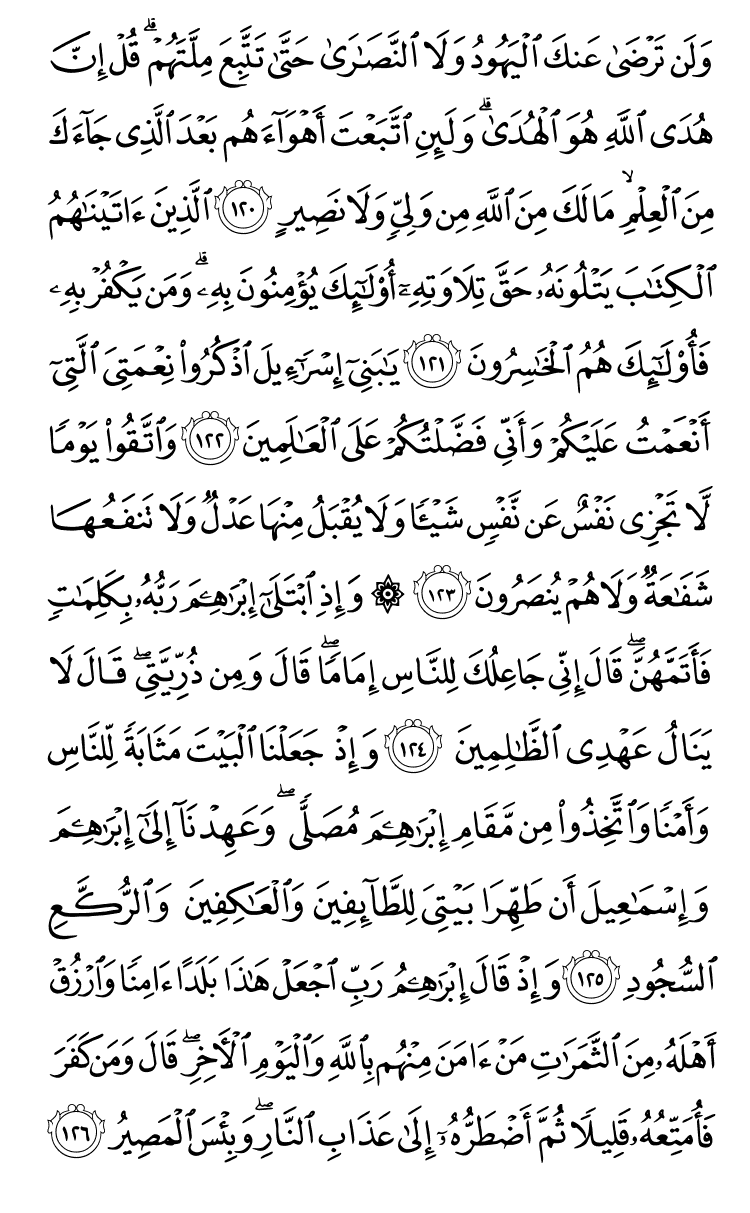 وَلَن تَرْضَىٰ عَنكَ ٱلْيَهُودُ وَلَا ٱلنَّصَـٰرَىٰ حَتَّىٰ تَتَّبِعَ مِلَّتَهُمْ ۗ قُلْ إِنَّ
هُدَى ٱللَّهِ هُوَ ٱلْهُدَىٰ ۗ وَلَئِنِ ٱتَّبَعْتَ أَهْوَآءَهُم بَعْدَ ٱلَّذِى جَآءَكَ
مِنَ ٱلْعِلْمِ ۙ مَا لَكَ مِنَ ٱللَّهِ مِن وَلِىٍّ وَلَا نَصِيرٍ ١٢٠ ٱلَّذِينَ ءَاتَيْنَـٰهُمُ
ٱلْكِتَـٰبَ يَتْلُونَهُۥ حَقَّ تِلَاوَتِهِۦٓ أُو۟لَـٰٓئِكَ يُؤْمِنُونَ بِهِۦ ۗ وَمَن يَكْفُرْ بِهِۦ
فَأُو۟لَـٰٓئِكَ هُمُ ٱلْخَـٰسِرُونَ ١٢١ يَـٰبَنِىٓ إِسْرَٰٓءِيلَ ٱذْكُرُوا۟ نِعْمَتِىَ ٱلَّتِىٓ
أَنْعَمْتُ عَلَيْكُمْ وَأَنِّى فَضَّلْتُكُمْ عَلَى ٱلْعَـٰلَمِينَ ١٢٢ وَٱتَّقُوا۟ يَوْمًا
لَّا تَجْزِى نَفْسٌ عَن نَّفْسٍ شَيْـًٔا وَلَا يُقْبَلُ مِنْهَا عَدْلٌ وَلَا تَنفَعُهَا
شَفَـٰعَةٌ وَلَا هُمْ يُنصَرُونَ ١٢٣ ۞ وَإِذِ ٱبْتَلَىٰٓ إِبْرَٰهِـۧمَ رَبُّهُۥ بِكَلِمَـٰتٍ
فَأَتَمَّهُنَّ ۖ قَالَ إِنِّى جَاعِلُكَ لِلنَّاسِ إِمَامًا ۖ قَالَ وَمِن ذُرِّيَّتِى ۖ قَالَ لَا
يَنَالُ عَهْدِى ٱلظَّـٰلِمِينَ ١٢٤ وَإِذْ جَعَلْنَا ٱلْبَيْتَ مَثَابَةً لِّلنَّاسِ
وَأَمْنًا وَٱتَّخِذُوا۟ مِن مَّقَامِ إِبْرَٰهِـۧمَ مُصَلًّى ۖ وَعَهِدْنَآ إِلَىٰٓ إِبْرَٰهِـۧمَ
وَإِسْمَـٰعِيلَ أَن طَهِّرَا بَيْتِىَ لِلطَّآئِفِينَ وَٱلْعَـٰكِفِينَ وَٱلرُّكَّعِ
ٱلسُّجُودِ ١٢٥ وَإِذْ قَالَ إِبْرَٰهِـۧمُ رَبِّ ٱجْعَلْ هَـٰذَا بَلَدًا ءَامِنًا وَٱرْزُقْ
أَهْلَهُۥ مِنَ ٱلثَّمَرَٰتِ مَنْ ءَامَنَ مِنْهُم بِٱللَّهِ وَٱلْيَوْمِ ٱلْـَٔاخِرِ ۖ قَالَ وَمَن كَفَرَ
فَأُمَتِّعُهُۥ قَلِيلًا ثُمَّ أَضْطَرُّهُۥٓ إِلَىٰ عَذَابِ ٱلنَّارِ ۖ وَبِئْسَ ٱلْمَصِيرُ ١٢٦